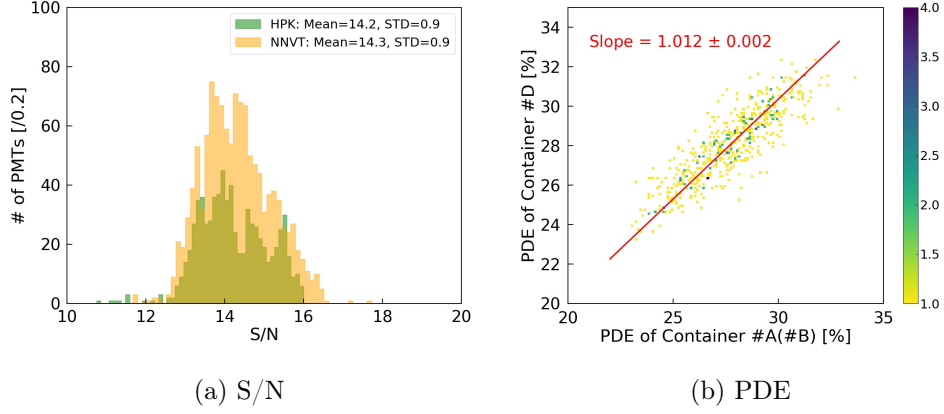 HPK: Mean=14.2, STD=0.9
NNVT: Mean=14.3, STD=0.9
# of PMTs [/0.2]
100
80
60
40
20
0
10 12 14 16 18 20
S/N
(a) S/N
Slope = 1.012 ± 0.002
PDE of Container #D [%]
34
32
30
28
26
24
22
20
20 25 30 35
PDE of Container #A(#B) [%]
4.0
3.5
3.0
2.5
2.0
1.5
1.0
(b) PDE